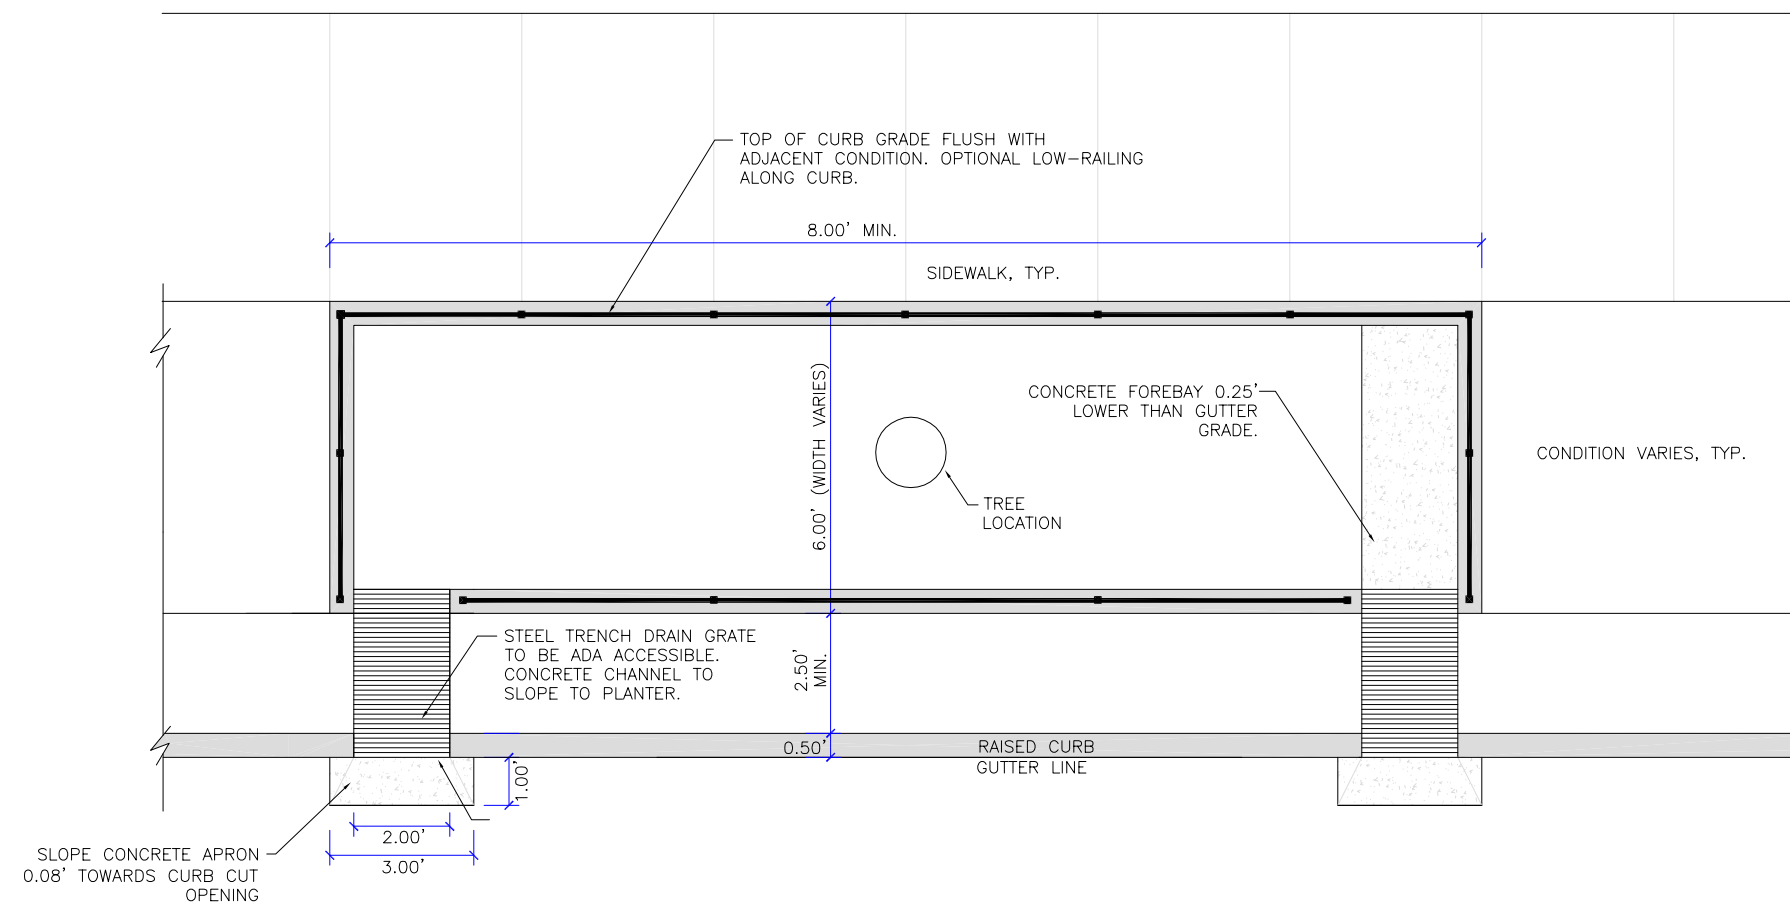 TOP OF CURB GRADE FLUSH WITH
ADJACENT CONDITION. OPTIONAL LOW-RAILING
ALONG CURB.
8.00' MIN.
SIDEWALK, TYP.
6.00' (WIDTH VARIES)
CONCRETE FOREBAY 0.25'
LOWER THAN GUTTER
GRADE.
CONDITION VARIES, TYP.
TREE
LOCATION
STEEL TRENCH DRAIN GRATE
TO BE ADA ACCESSIBLE.
CONCRETE CHANNEL TO
SLOPE TO PLANTER.
2.50'
MIN.
0.50'
RAISED CURB
GUTTER LINE
1.00'
2.00'
3.00'
SLOPE CONCRETE APRON
0.08' TOWARDS CURB CUT
OPENING